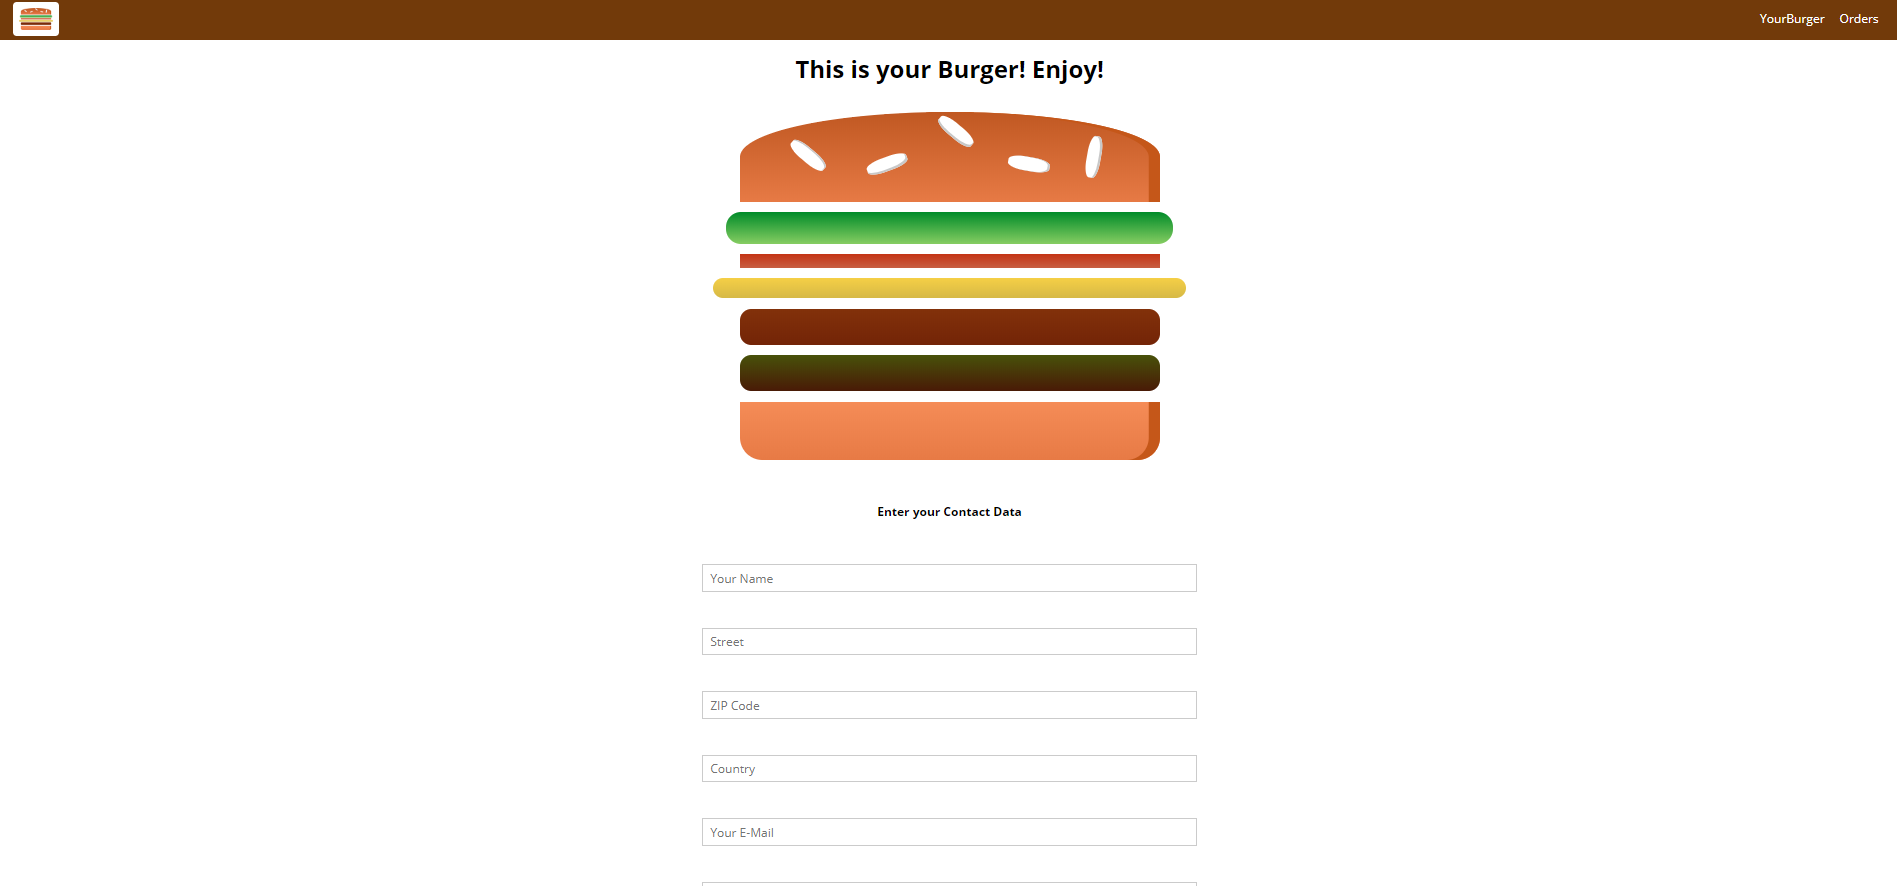 YourBurger Orders
This is your Burger! Enjoy!
Enter your Contact Data
Your Name
Street
ZIP Code
Country
Your E-Mail